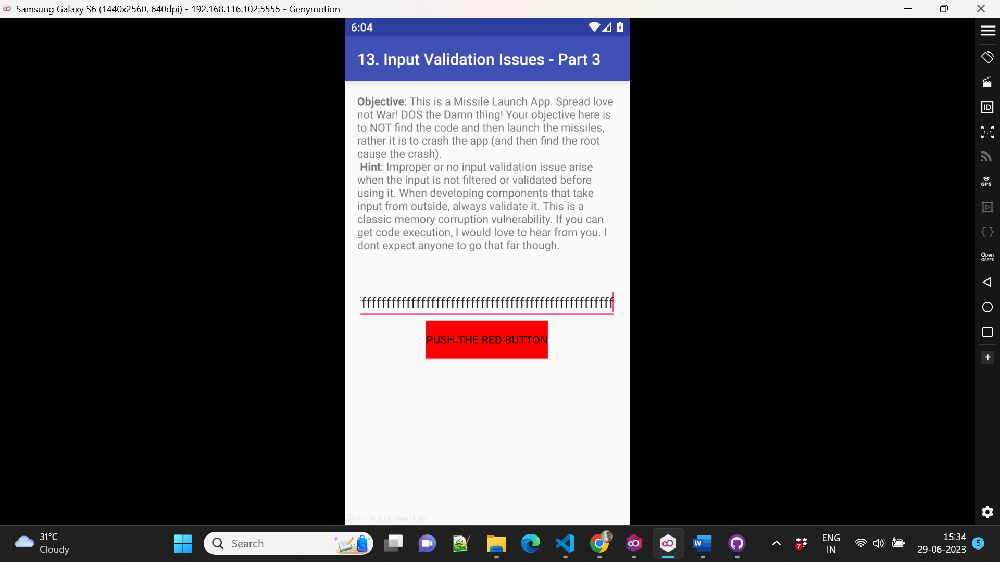 Samsung Galaxy S6 (1440x2560, 640dpi) - 192.168.116.102:5555 - Genymotion
6:04
13. Input Validation Issues - Part 3
Objective: This is a Missile Launch App. Spread love
not War! DOS the Damn thing! Your objective here is
to NOT find the code and then launch the missiles,
rather it is to crash the app (and then find the root
cause the crash).
Hint: Improper or no input validation issue arise
when the input is not filtered or validated before
using it. When developing components that take
input from outside, always validate it. This is a
classic memory corruption vulnerability. If you can
get code execution, I would love to hear from you. I
dont expect anyone to go that far though.
PUSH THE RED BUTTON
Free for personal use
ID
1:1
GPS
Open
GAPPS
31°C
Cloudy
Search
W
7
ENG
IN
15:34
29-06-2023
5